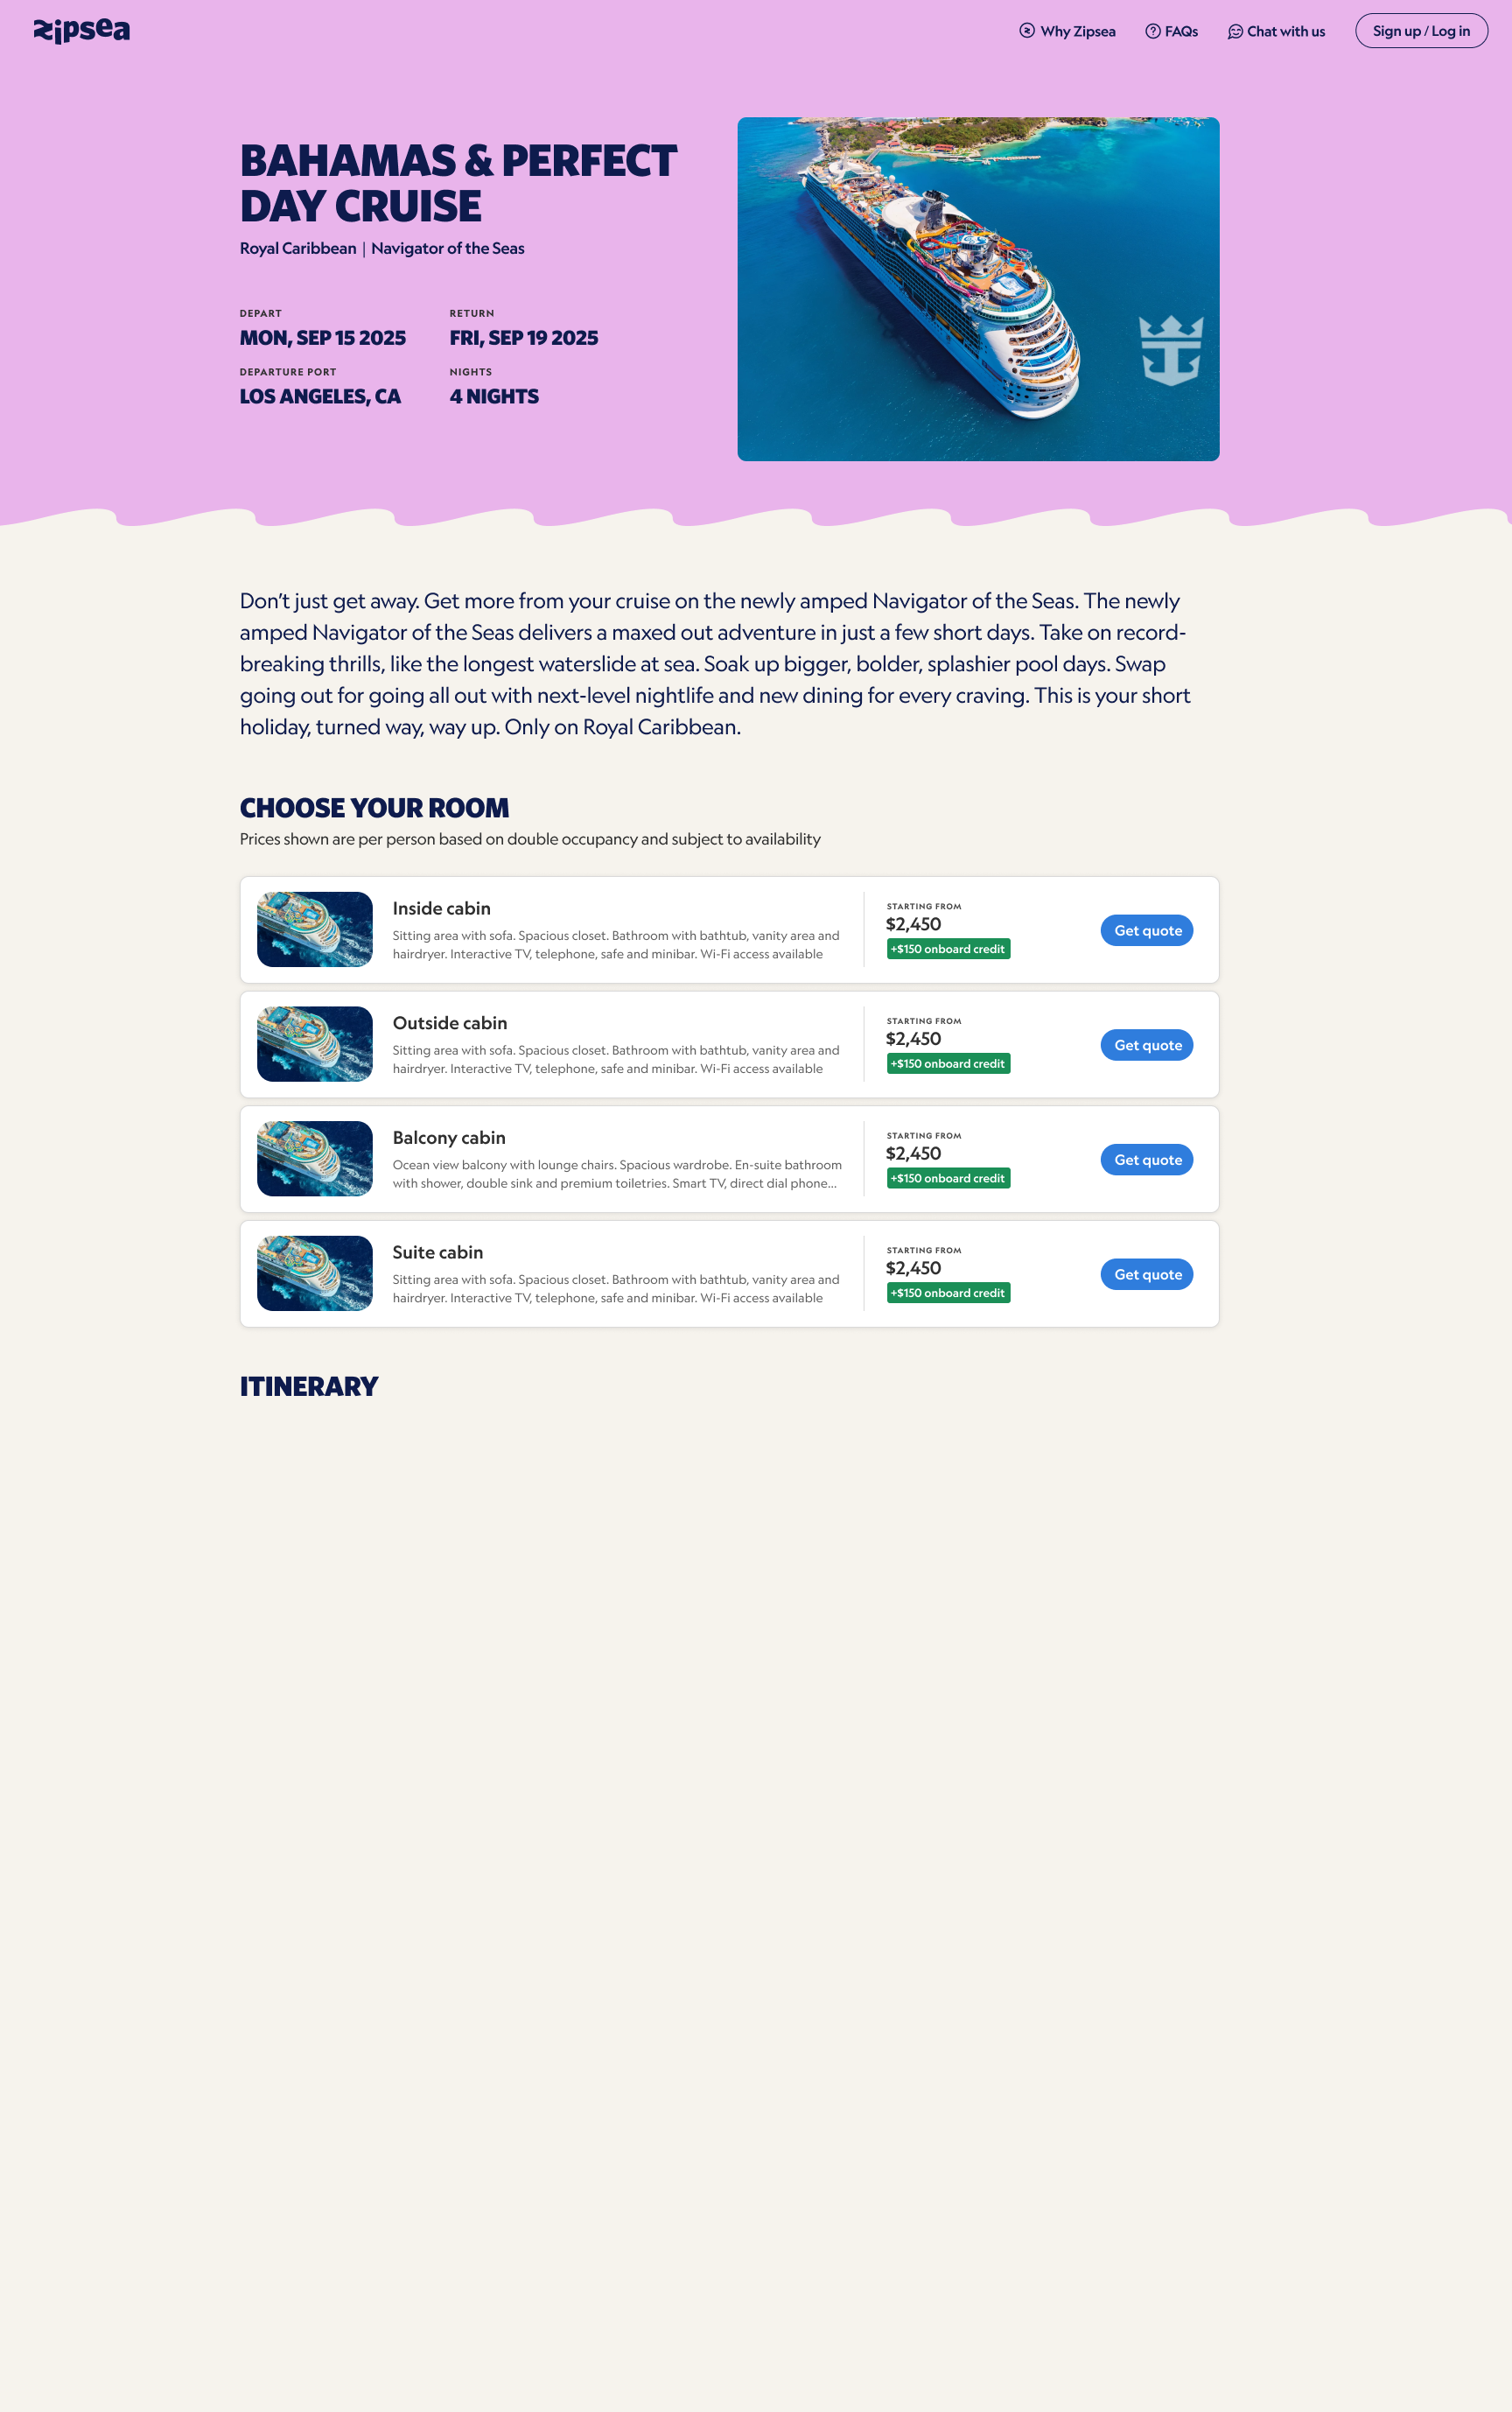 zipsea
Why Zipsea
FAQs
Chat with us
Sign up / Log in
BAHAMAS & PERFECT
DAY CRUISE
Royal Caribbean | Navigator of the Seas
DEPART
MON, SEP 15 2025
RETURN
FRI, SEP 19 2025
DEPARTURE PORT
LOS ANGELES, CA
NIGHTS
4 NIGHTS
Don't just get away. Get more from your cruise on the newly amped Navigator of the Seas. The newly
amped Navigator of the Seas delivers a maxed out adventure in just a few short days. Take on record-
breaking thrills, like the longest waterslide at sea. Soak up bigger, bolder, splashier pool days. Swap
going out for going all out with next-level nightlife and new dining for every craving. This is your short
holiday, turned way, way up. Only on Royal Caribbean.
CHOOSE YOUR ROOM
Prices shown are per person based on double occupancy and subject to availability
Inside cabin
Sitting area with sofa. Spacious closet. Bathroom with bathtub, vanity area and
hairdryer. Interactive TV, telephone, safe and minibar. Wi-Fi access available
STARTING FROM
$2,450
+$150 onboard credit
Get quote
Outside cabin
Sitting area with sofa. Spacious closet. Bathroom with bathtub, vanity area and
hairdryer. Interactive TV, telephone, safe and minibar. Wi-Fi access available
STARTING FROM
$2,450
+$150 onboard credit
Get quote
Balcony cabin
Ocean view balcony with lounge chairs. Spacious wardrobe. En-suite bathroom
with shower, double sink and premium toiletries. Smart TV, direct dial phone...
STARTING FROM
$2,450
+$150 onboard credit
Get quote
Suite cabin
Sitting area with sofa. Spacious closet. Bathroom with bathtub, vanity area and
hairdryer. Interactive TV, telephone, safe and minibar. Wi-Fi access available
STARTING FROM
$2,450
+$150 onboard credit
Get quote
ITINERARY